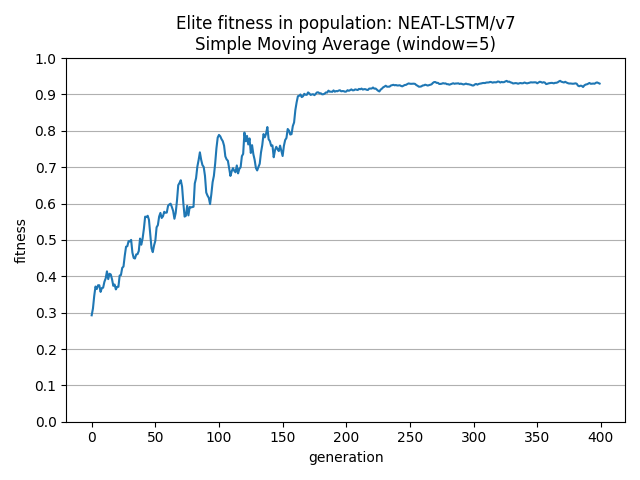 Elite fitness in population: NEAT-LSTM/v7
Simple Moving Average (window=5)
1.0
0.9
0.8
0.7
0.6
0.5
0.4
0.3
0.2
0.1
0.0
fitness
0 50 100 150 200 250 300 350 400
generation